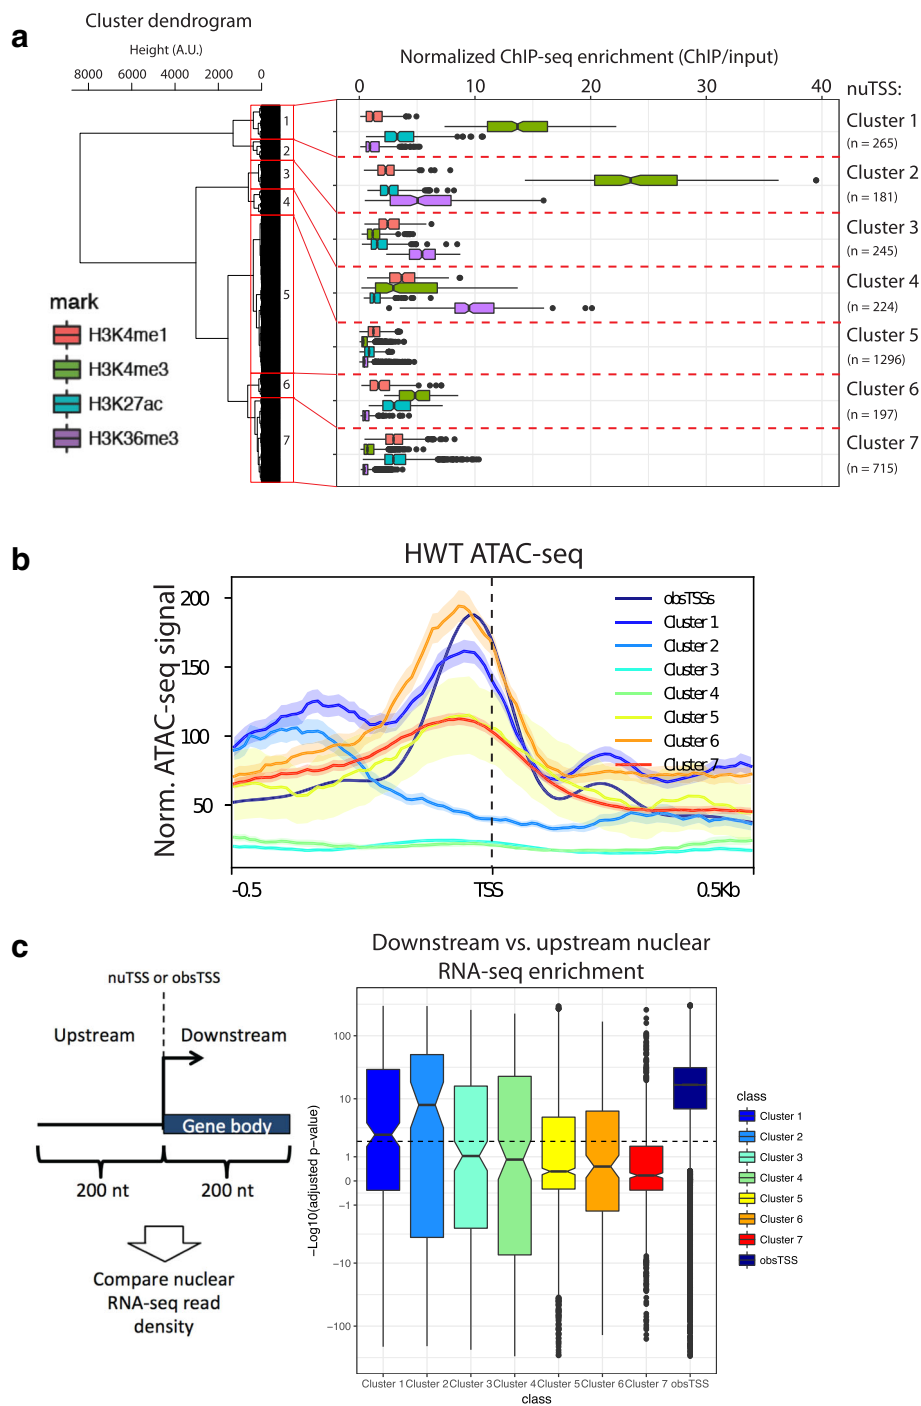 a
Cluster dendrogram
Height (A.U.)
8000 6000 4000 2000 0
Normalized ChIP-seq enrichment (ChIP/input)
0 10 20 30 40
nuTSS:
1
2
3
4
5
6
7
Cluster 1
(n = 265)
Cluster 2
(n = 181)
Cluster 3
(n = 245)
Cluster 4
(n = 224)
Cluster 5
(n = 1296)
Cluster 6
(n = 197)
Cluster 7
(n = 715)
mark
H3K4me1
H3K4me3
H3K27ac
H3K36me3
b
HWT ATAC-seq
Norm. ATAC-seq signal
200
150
100
50
-0.5 TSS 0.5Kb
obsTSSs
Cluster 1
Cluster 2
Cluster 3
Cluster 4
Cluster 5
Cluster 6
Cluster 7
c
nuTSS or obsTSS
Upstream Downstream
Gene body
200 nt 200 nt
Compare nuclear
RNA-seq read
density
Downstream vs. upstream nuclear
RNA-seq enrichment
−Log10(adjusted p−value)
100
10
1
0
−1
−10
−100
Cluster 1 Cluster 2 Cluster 3 Cluster 4 Cluster 5 Cluster 6 Cluster 7 obsTSS
class
class
Cluster 1
Cluster 2
Cluster 3
Cluster 4
Cluster 5
Cluster 6
Cluster 7
obsTSS